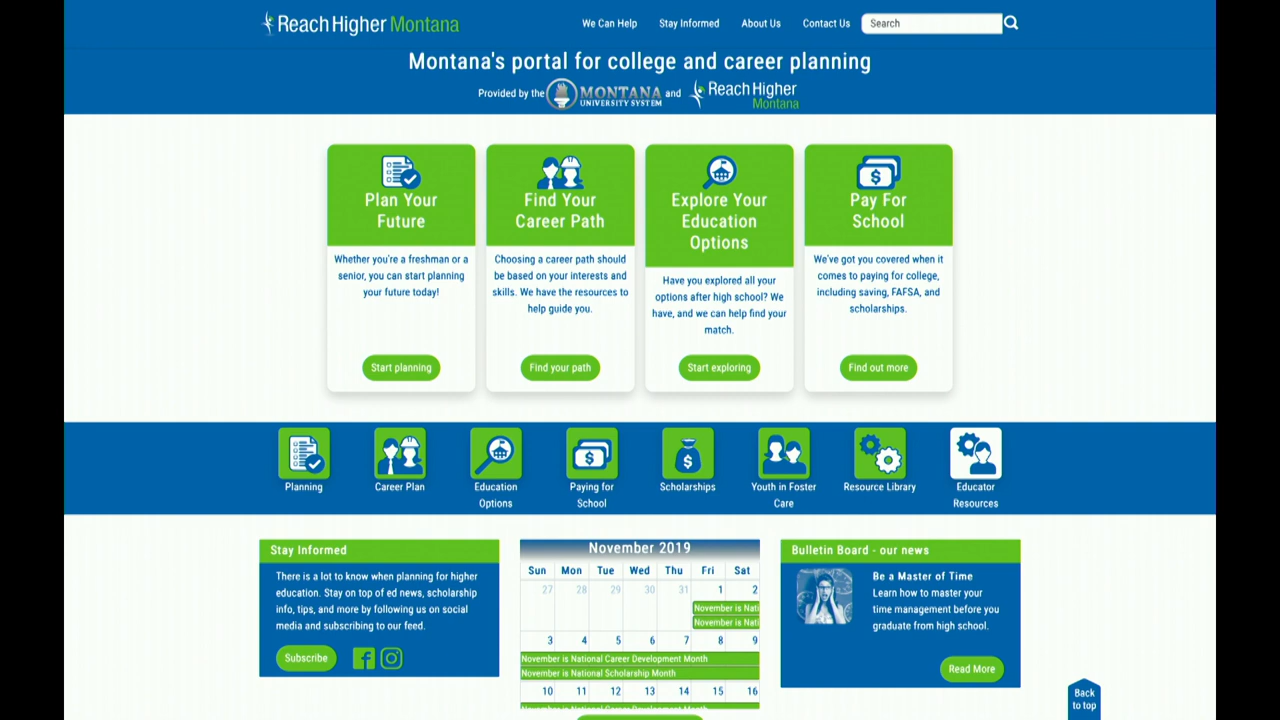 Reach Higher Montana
We Can Help
Stay Informed
About Us
Contact Us
Search
Montana's portal for college and career planning
Provided by the MONTANA UNIVERSITY SYSTEM and Reach Higher Montana
Plan Your
Future
Whether you're a freshman or a
senior, you can start planning
your future today!
Start planning
Find Your
Career Path
Choosing a career path should
be based on your interests and
skills. We have the resources to
help guide you.
Find your path
Explore Your
Education
Options
Have you explored all your
options after high school? We
have, and we can help find your
match.
Start exploring
Pay For
School
We've got you covered when it
comes to paying for college,
including saving, FAFSA, and
scholarships.
Find out more
Planning
Career Plan
Education
Options
Paying for
School
Scholarships
Youth in Foster
Care
Resource Library
Educator
Resources
Stay Informed
There is a lot to know when planning for higher
education. Stay on top of ed news, scholarship
info, tips, and more by following us on social
media and subscribing to our feed.
Subscribe
November 2019
Sun Mon Tue Wed Thu Fri Sat
27 28 29 30 31 1 2
November is Nati
November is Nati
3 4 5 6 7 8 9
November is National Career Development Month
November is National Scholarship Month
10 11 12 13 14 15 16
November is National Career Development Month
Bulletin Board - our news
Be a Master of Time
Learn how to master your
time management before you
graduate from high school.
Read More
Back
to top